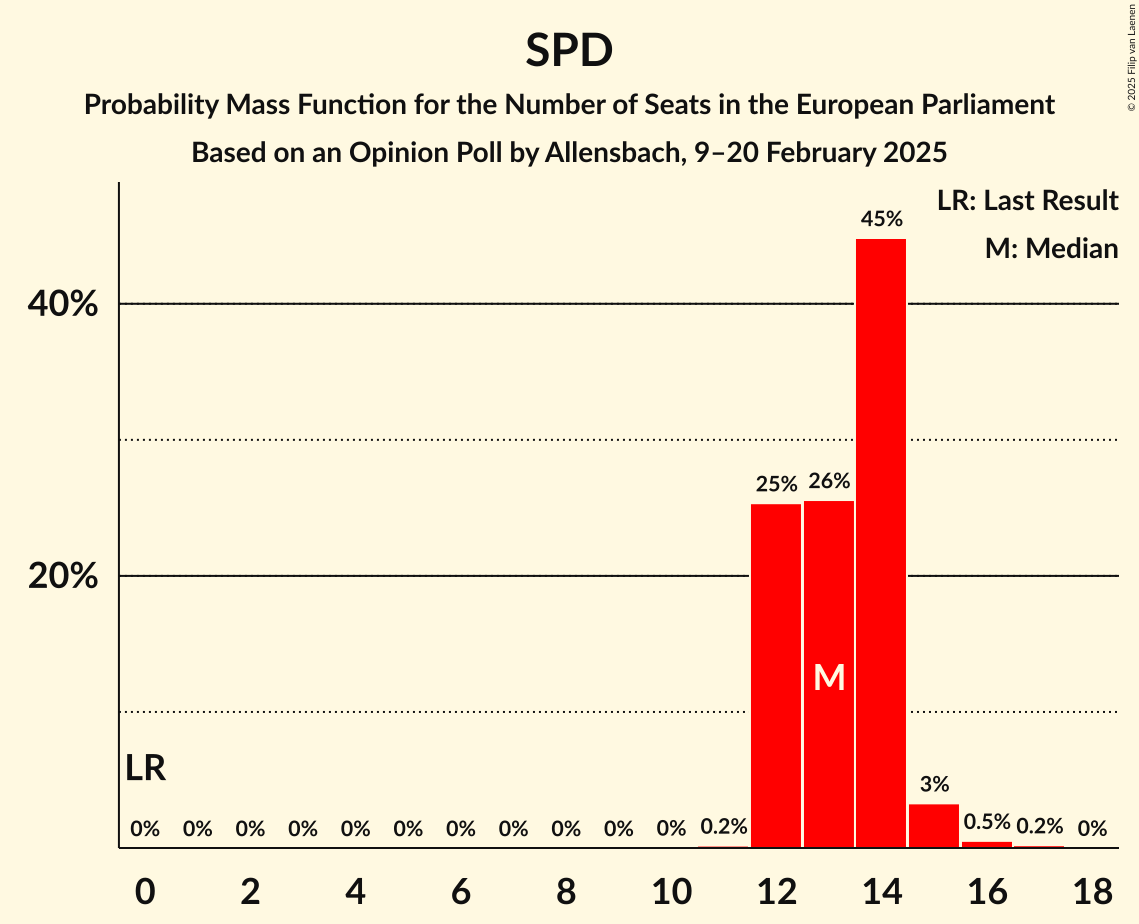 SPD
Probability Mass Function for the Number of Seats in the European Parliament
Based on an Opinion Poll by Allensbach, 9–20 February 2025
© 2025 Filip van Laenen
LR: Last Result
M: Median
45%
40%
25% 26%
20%
M
LR
3%
0% 0% 0% 0% 0% 0% 0% 0% 0% 0% 0% 0.2% 0.5% 0.2% 0%
0 2 4 6 8 10 12 14 16 18